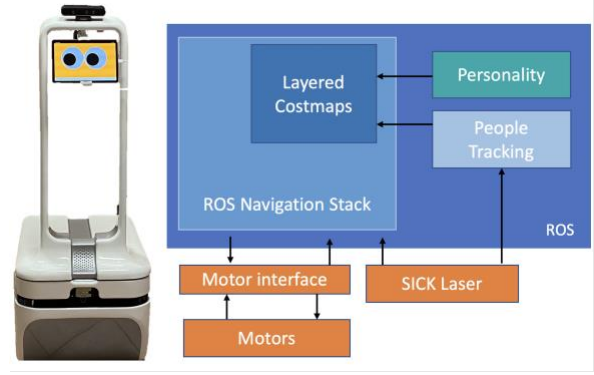 Layered
Costmaps
Personality
People
Tracking
ROS Navigation Stack
ROS
Motor interface
SICK Laser
Motors